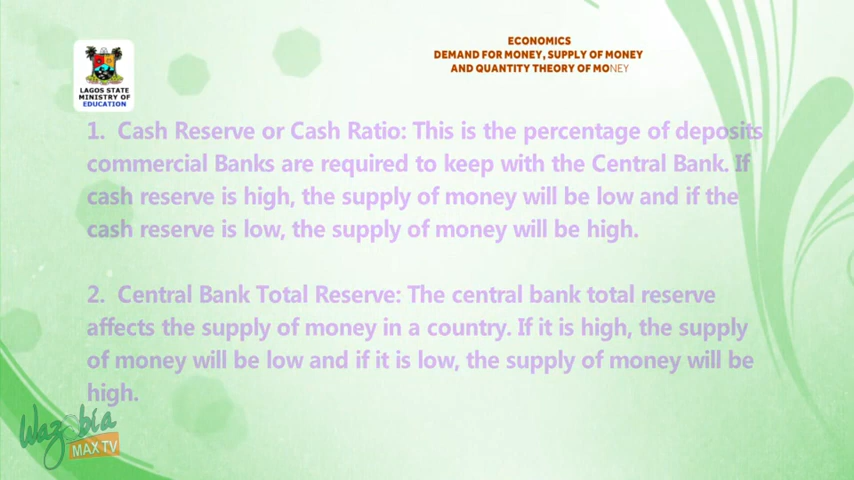 ECONOMICS
DEMAND FOR MONEY, SUPPLY OF MONEY
AND QUANTITY THEORY OF MONEY
LAGOS STATE
MINISTRY OF
EDUCATION
1. Cash Reserve or Cash Ratio: This is the percentage of deposits
commercial Banks are required to keep with the Central Bank. If
cash reserve is high, the supply of money will be low and if the
cash reserve is low, the supply of money will be high.
2. Central Bank Total Reserve: The central bank total reserve
affects the supply of money in a country. If it is high, the supply
of money will be low and if it is low, the supply of money will be
high.
Wazobia
MAX TV